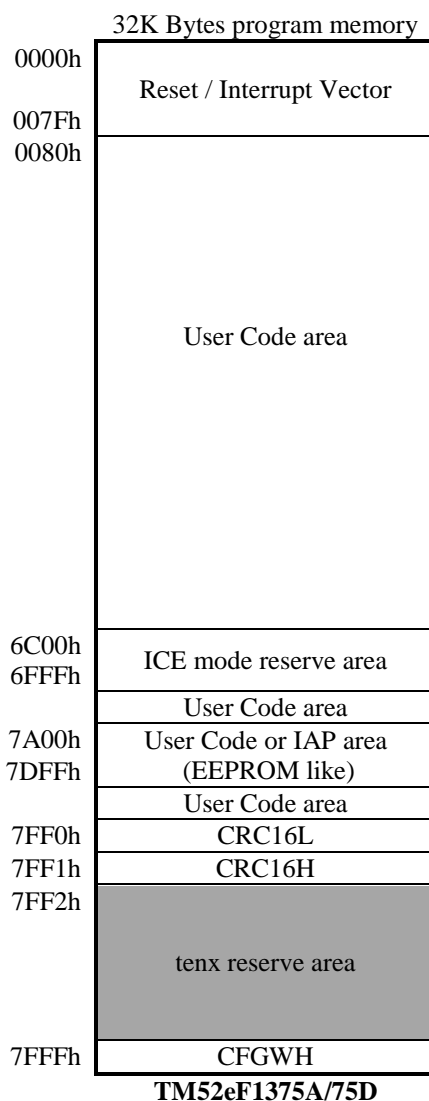 32K Bytes program memory
0000h
Reset / Interrupt Vector
007Fh
0080h
User Code area
6C00h
ICE mode reserve area
6FFFh
User Code area
7A00h
User Code or IAP area
7DFFh
(EEPROM like)
User Code area
7FF0h
CRC16L
7FF1h
CRC16H
7FF2h
tenx reserve area
7FFFh
CFGWH
TM52eF1375A/75D